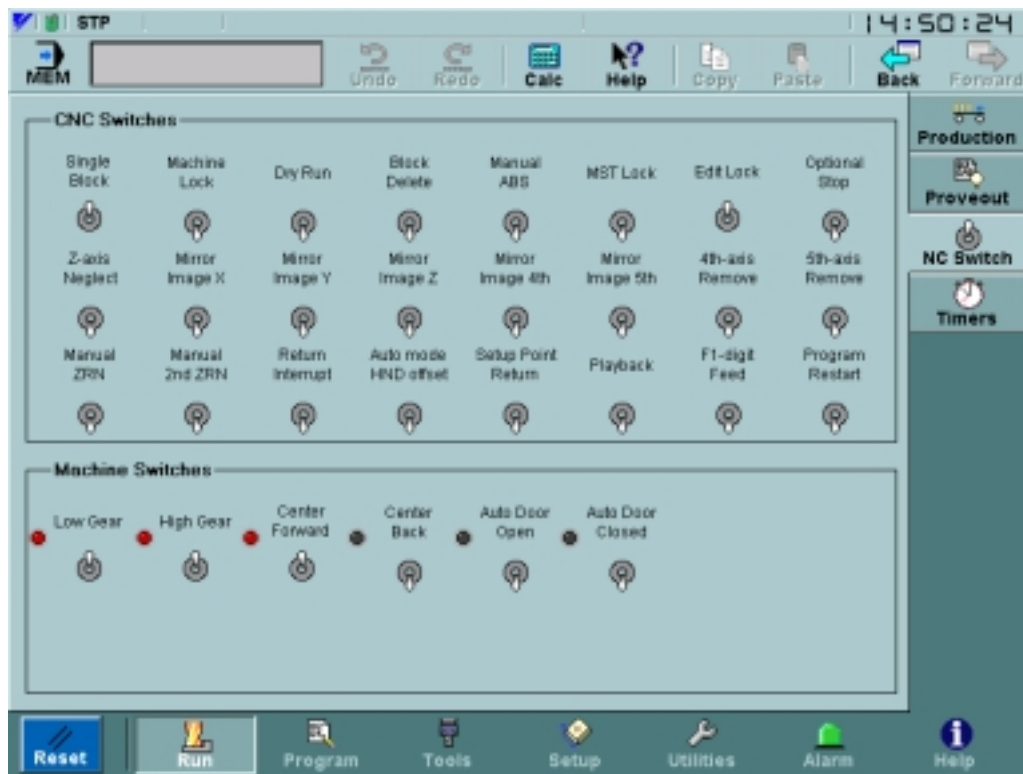 STP
14:50:24
MEM
Undo
Redo
Calc
Help
Copy
Paste
Back
Forward
CNC Switches
Single Block
Machine Lock
Dry Run
Block Delete
Manual ABS
MST Lock
Edit Lock
Optional Stop
Z-axis Neglect
Mirror Image X
Mirror Image Y
Mirror Image Z
Mirror Image 4th
Mirror Image 5th
4th-axis Remove
5th-axis Remove
Manual ZRN
Manual 2nd ZRN
Return Interrupt
Auto mode HND offset
Setup Point Return
Playback
F1-digit Feed
Program Restart
Machine Switches
Low Gear
High Gear
Center Forward
Center Back
Auto Door Open
Auto Door Closed
Production
Proveout
NC Switch
Timers
Reset
Run
Program
Tools
Setup
Utilities
Alarm
Help